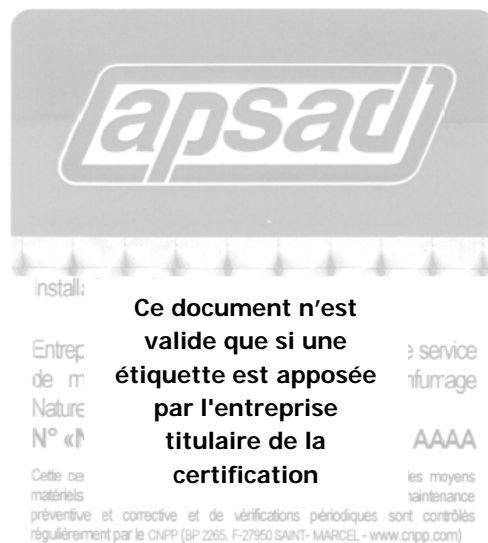 apsad
Install
Ce document n'est
valide que si une
étiquette est apposée
par l'entreprise
titulaire de la
certification
Entrep e service
de m nfumage
Nature
N° «N AAAA
Cette ce les moyens
matériels maintenance
préventive et corrective et de vérifications périodiques sont contrôlés
régulièrement par le CNPP (BP 2265. F-27950 SAINT- MARCEL - www.cnpp.com)